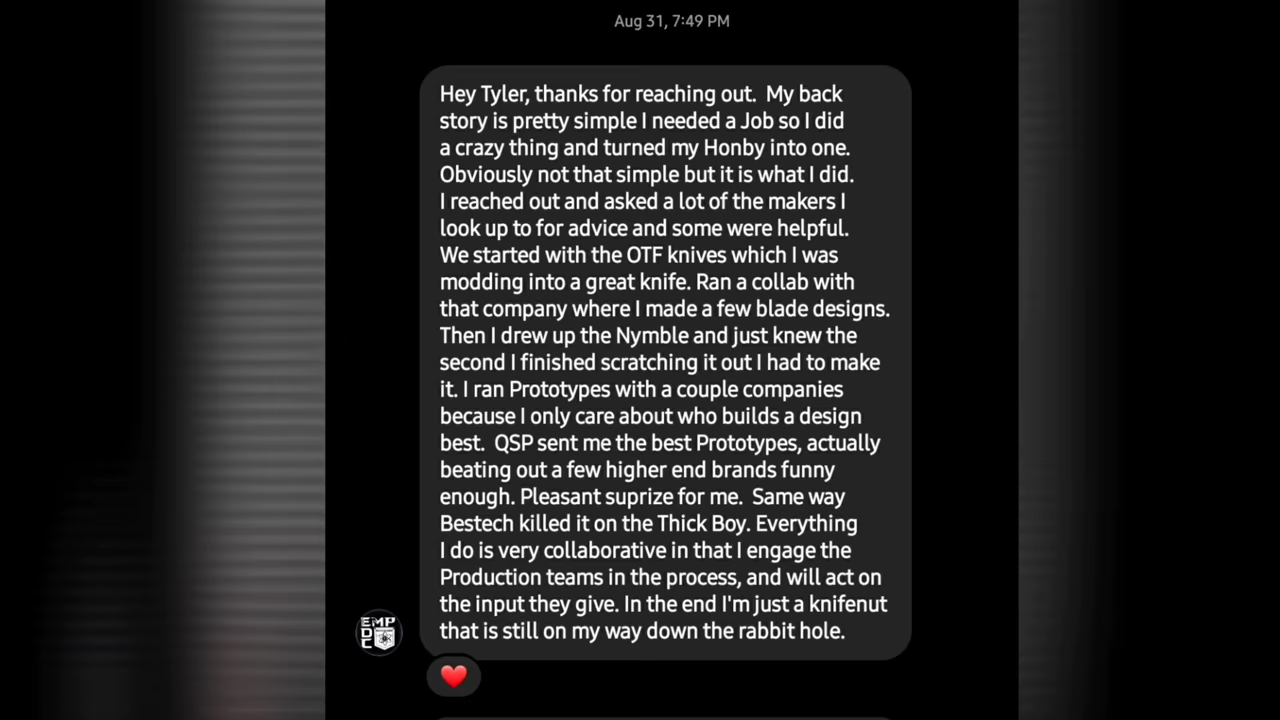 Aug 31, 7:49 PM
Hey Tyler, thanks for reaching out.  My back
story is pretty simple I needed a Job so I did
a crazy thing and turned my Honby into one.
Obviously not that simple but it is what I did.
I reached out and asked a lot of the makers I
look up to for advice and some were helpful.
We started with the OTF knives which I was
modding into a great knife. Ran a collab with
that company where I made a few blade designs.
Then I drew up the Nymble and just knew the
second I finished scratching it out I had to make
it. I ran Prototypes with a couple companies
because I only care about who builds a design
best.  QSP sent me the best Prototypes, actually
beating out a few higher end brands funny
enough. Pleasant suprize for me.  Same way
Bestech killed it on the Thick Boy. Everything
I do is very collaborative in that I engage the
Production teams in the process, and will act on
the input they give. In the end I'm just a knifenut
that is still on my way down the rabbit hole.
EMP
D
C